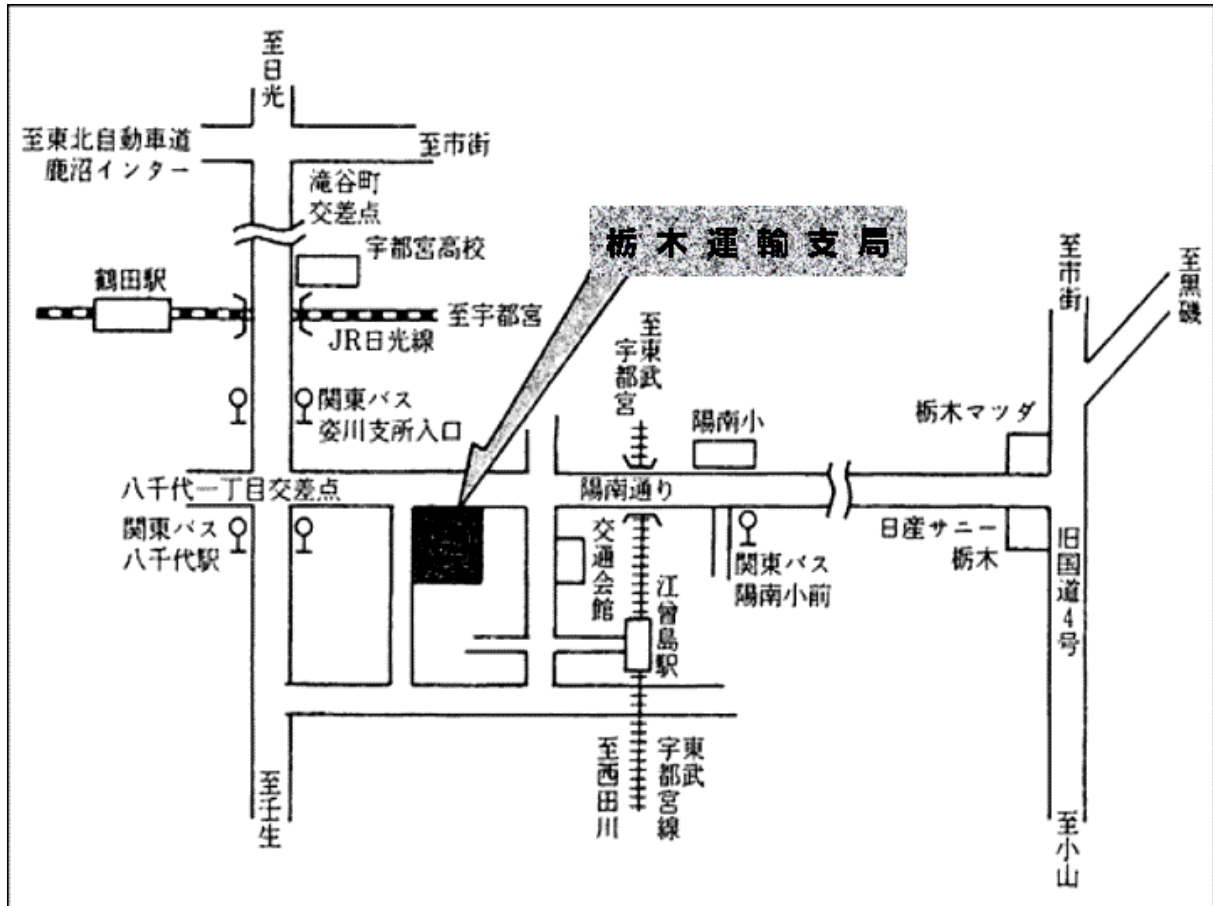 至日光
至東北自動車道
鹿沼インター
至市街
滝谷町
交差点
宇都宮高校
栃木運輸支局
至市街
至黒磯
鶴田駅
至宇都宮
JR日光線
至東武
宇都宮
関東バス
姿川支所入口
陽南小
栃木マツダ
八千代一丁目交差点
陽南通り
関東バス
八千代駅
交通会館
江曽島駅
関東バス
陽南小前
日産サニー
栃木
旧国道4号
至壬生
至西田川
東武
宇都宮線
至小山